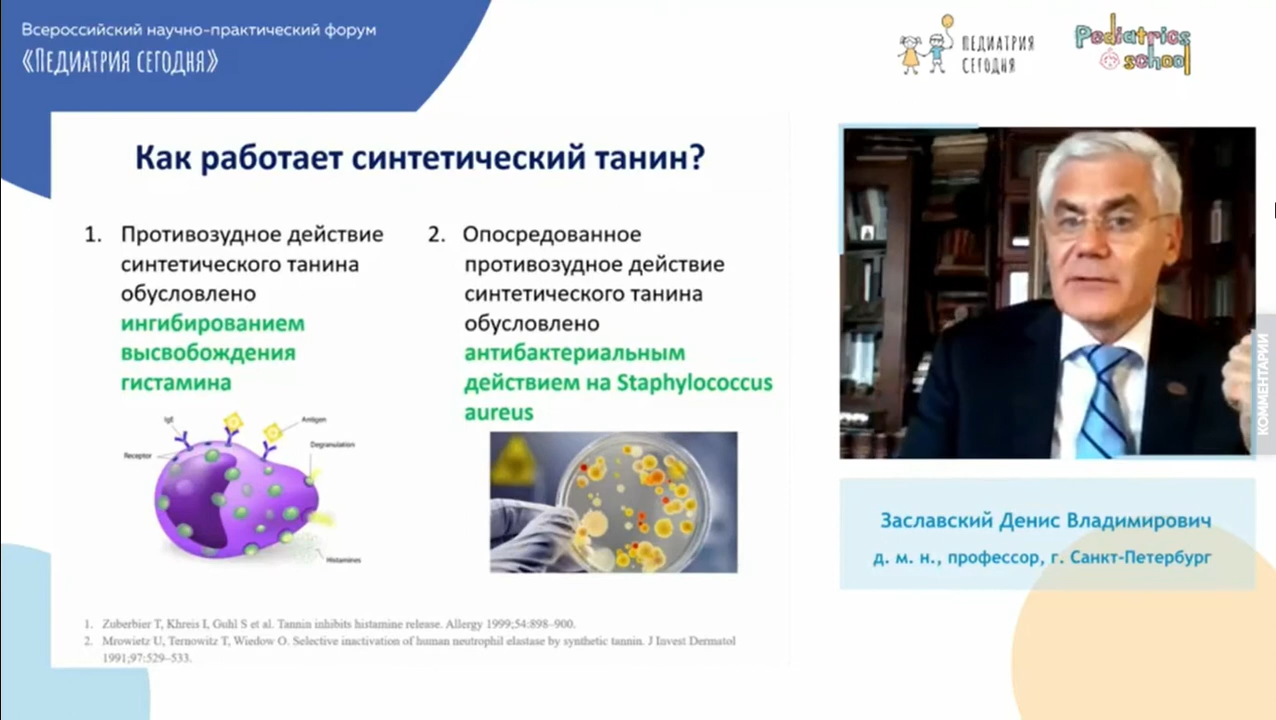 Всероссийский научно-практический форум
«Педиатрия сегодня»
ПЕДИАТРИЯ
СЕГОДНЯ
Pediatrics
school
Как работает синтетический танин?
1. Противозудное действие
синтетического танина
обусловлено
ингибированием
высвобождения
гистамина
IgE
Antigen
Receptor
Degranulation
Histamines
2. Опосредованное
противозудное действие
синтетического танина
обусловлено
антибактериальным
действием на Staphylococcus
aureus
1. Zuberbier T, Khreis I, Guhl S et al. Tannin inhibits histamine release. Allergy 1999;54:898–900.
2. Mrowietz U, Ternowitz T, Wiedow O. Selective inactivation of human neutrophil elastase by synthetic tannin. J Invest Dermatol
1991;97:529–533.
КОММЕНТАРИИ
Заславский Денис Владимирович
д. м. н., профессор, г. Санкт-Петербург